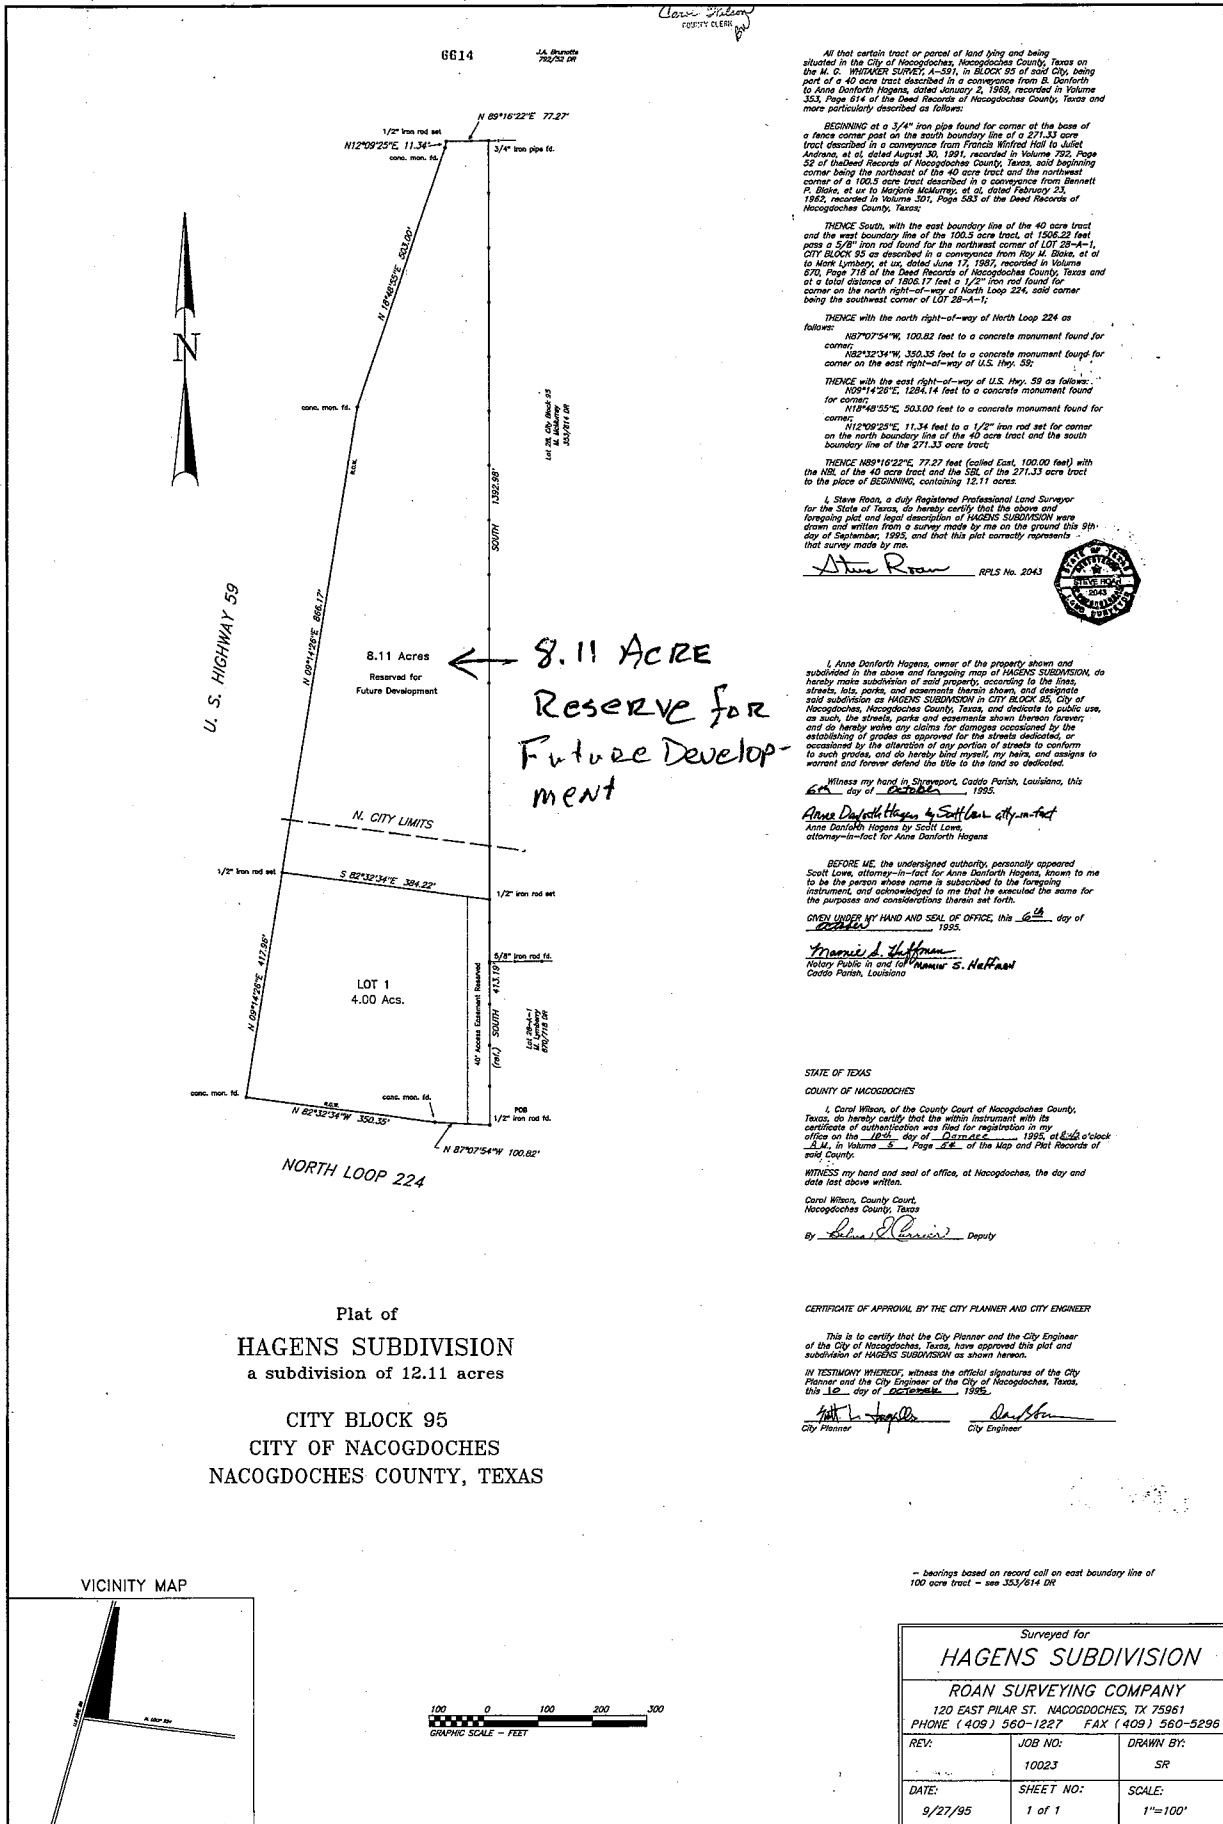 Carol Wilson
COUNTY CLERK
6614
J.A. Brunotte
792/52 DR
N 89°16'22"E 77.27'
1/2" iron rod set
N12°09'25"E, 11.34'
conc. mon. fd.
3/4" iron pipe fd.
N 18°48'55"E 503.00'
N
conc. mon. fd.
R.O.W.
Lot 28, City Block 95
M. McMurrey
353/614 DR
SOUTH 1392.98'
U. S. HIGHWAY 59
N 09°14'26"E 866.17'
8.11 Acres
Reserved for
Future Development
8.11 ACRE
Reserve for
Future Develop-
ment
N. CITY LIMITS
1/2" iron rod set
S 82°32'34"E 384.22'
1/2" iron rod set
5/8" iron rod fd.
N 09°14'26"E 417.96'
LOT 1
4.00 Acs.
40' Access Easement Reserved
(ref.) SOUTH 413.19'
Lot 28-A-1
M. Lymbery
670/718 DR
conc. mon. fd.
R.O.W.
N 82°32'34"W 350.35'
conc. mon. fd.
POB
1/2" iron rod fd.
N 87°07'54"W 100.82'
NORTH LOOP 224
Plat of
HAGENS SUBDIVISION
a subdivision of 12.11 acres
CITY BLOCK 95
CITY OF NACOGDOCHES
NACOGDOCHES COUNTY, TEXAS
VICINITY MAP
U.S. HWY. 59
N. LOOP 224
100 0 100 200 300
GRAPHIC SCALE - FEET
All that certain tract or parcel of land lying and being
situated in the City of Nacogdoches, Nacogdoches County, Texas on
the M. G. WHITAKER SURVEY, A-591, in BLOCK 95 of said City, being
part of a 40 acre tract described in a conveyance from B. Danforth
to Anne Danforth Hagens, dated January 2, 1969, recorded in Volume
353, Page 614 of the Deed Records of Nacogdoches County, Texas and
more particularly described as follows:
BEGINNING at a 3/4" iron pipe found for corner at the base of
a fence corner post on the south boundary line of a 271.33 acre
tract described in a conveyance from Francis Winfred Hall to Juliet
Andrena, et al, dated August 30, 1991, recorded in Volume 792, Page
52 of theDeed Records of Nacogdoches County, Texas, said beginning
corner being the northeast of the 40 acre tract and the northwest
corner of a 100.5 acre tract described in a conveyance from Bennett
P. Blake, et ux to Marjorie McMurrey, et al, dated February 23,
1962, recorded in Volume 301, Page 583 of the Deed Records of
Nacogdoches County, Texas;
THENCE South, with the east boundary line of the 40 acre tract
and the west boundary line of the 100.5 acre tract, at 1506.22 feet
pass a 5/8" iron rod found for the northwest corner of LOT 28-A-1,
CITY BLOCK 95 as described in a conveyance from Roy M. Blake, et al
to Mark Lymbery, et ux, dated June 17, 1987, recorded in Volume
670, Page 718 of the Deed Records of Nacogdoches County, Texas and
at a total distance of 1806.17 feet a 1/2" iron rod found for
corner on the north right-of-way of North Loop 224, said corner
being the southwest corner of LOT 28-A-1;
THENCE with the north right-of-way of North Loop 224 as
follows:
N87°07'54"W, 100.82 feet to a concrete monument found for
corner;
N82°32'34"W, 350.35 feet to a concrete monument found for
corner on the east right-of-way of U.S. Hwy. 59;
THENCE with the east right-of-way of U.S. Hwy. 59 as follows:
N09°14'26"E, 1284.14 feet to a concrete monument found
for corner;
N18°48'55"E, 503.00 feet to a concrete monument found for
corner;
N12°09'25"E, 11.34 feet to a 1/2" iron rod set for corner
on the north boundary line of the 40 acre tract and the south
boundary line of the 271.33 acre tract;
THENCE N89°16'22"E, 77.27 feet (called East, 100.00 feet) with
the NBL of the 40 acre tract and the SBL of the 271.33 acre tract
to the place of BEGINNING, containing 12.11 acres.
I, Steve Roan, a duly Registered Professional Land Surveyor
for the State of Texas, do hereby certify that the above and
foregoing plat and legal description of HAGENS SUBDIVISION were
drawn and written from a survey made by me on the ground this 9th
day of September, 1995, and that this plat correctly represents
that survey made by me.
Steve Roan RPLS No. 2043
STATE OF TEXAS
REGISTERED
STEVE ROAN
2043
LAND SURVEYOR
I, Anne Danforth Hagens, owner of the property shown and
subdivided in the above and foregoing map of HAGENS SUBDIVISION, do
hereby make subdivision of said property, according to the lines,
streets, lots, parks, and easements therein shown, and designate
said subdivision as HAGENS SUBDIVISION in CITY BLOCK 95, City of
Nacogdoches, Nacogdoches County, Texas, and dedicate to public use,
as such, the streets, parks and easements shown thereon forever;
and do hereby waive any claims for damages occasioned by the
establishing of grades as approved for the streets dedicated, or
occasioned by the alteration of any portion of streets to conform
to such grades, and do hereby bind myself, my heirs, and assigns to
warrant and forever defend the title to the land so dedicated.
Witness my hand in Shreveport, Caddo Parish, Louisiana, this
6th day of October, 1995.
Anne Danforth Hagens by Scott Lowe atty-in-fact
Anne Danforth Hagens by Scott Lowe,
attorney-in-fact for Anne Danforth Hagens
BEFORE ME, the undersigned authority, personally appeared
Scott Lowe, attorney-in-fact for Anne Danforth Hagens, known to me
to be the person whose name is subscribed to the foregoing
instrument, and acknowledged to me that he executed the same for
the purposes and considerations therein set forth.
GIVEN UNDER MY HAND AND SEAL OF OFFICE, this 6th day of
October 1995.
Mamie S. Huffman
Notary Public in and for Mamie S. Huffman
Caddo Parish, Louisiana
STATE OF TEXAS
COUNTY OF NACOGDOCHES
I, Carol Wilson, of the County Court of Nacogdoches County,
Texas, do hereby certify that the within instrument with its
certificate of authentication was filed for registration in my
office on the 10th day of October, 1995, at o'clock
A.M., in Volume 5, Page 54 of the Map and Plat Records of
said County.
WITNESS my hand and seal of office, at Nacogdoches, the day and
date last above written.
Carol Wilson, County Court,
Nacogdoches County, Texas
By Deputy
CERTIFICATE OF APPROVAL BY THE CITY PLANNER AND CITY ENGINEER
This is to certify that the City Planner and the City Engineer
of the City of Nacogdoches, Texas, have approved this plat and
subdivision of HAGENS SUBDIVISION as shown hereon.
IN TESTIMONY WHEREOF, witness the official signatures of the City
Planner and the City Engineer of the City of Nacogdoches, Texas,
this 10 day of OCTOBER, 1995.
City Planner City Engineer
- bearings based on record call on east boundary line of
100 acre tract - see 353/614 DR
Surveyed for
HAGENS SUBDIVISION
ROAN SURVEYING COMPANY
120 EAST PILAR ST. NACOGDOCHES, TX 75961
PHONE (409) 560-1227 FAX (409) 560-5296
REV: JOB NO: DRAWN BY:
10023 SR
DATE: SHEET NO: SCALE:
9/27/95 1 of 1 1"=100'